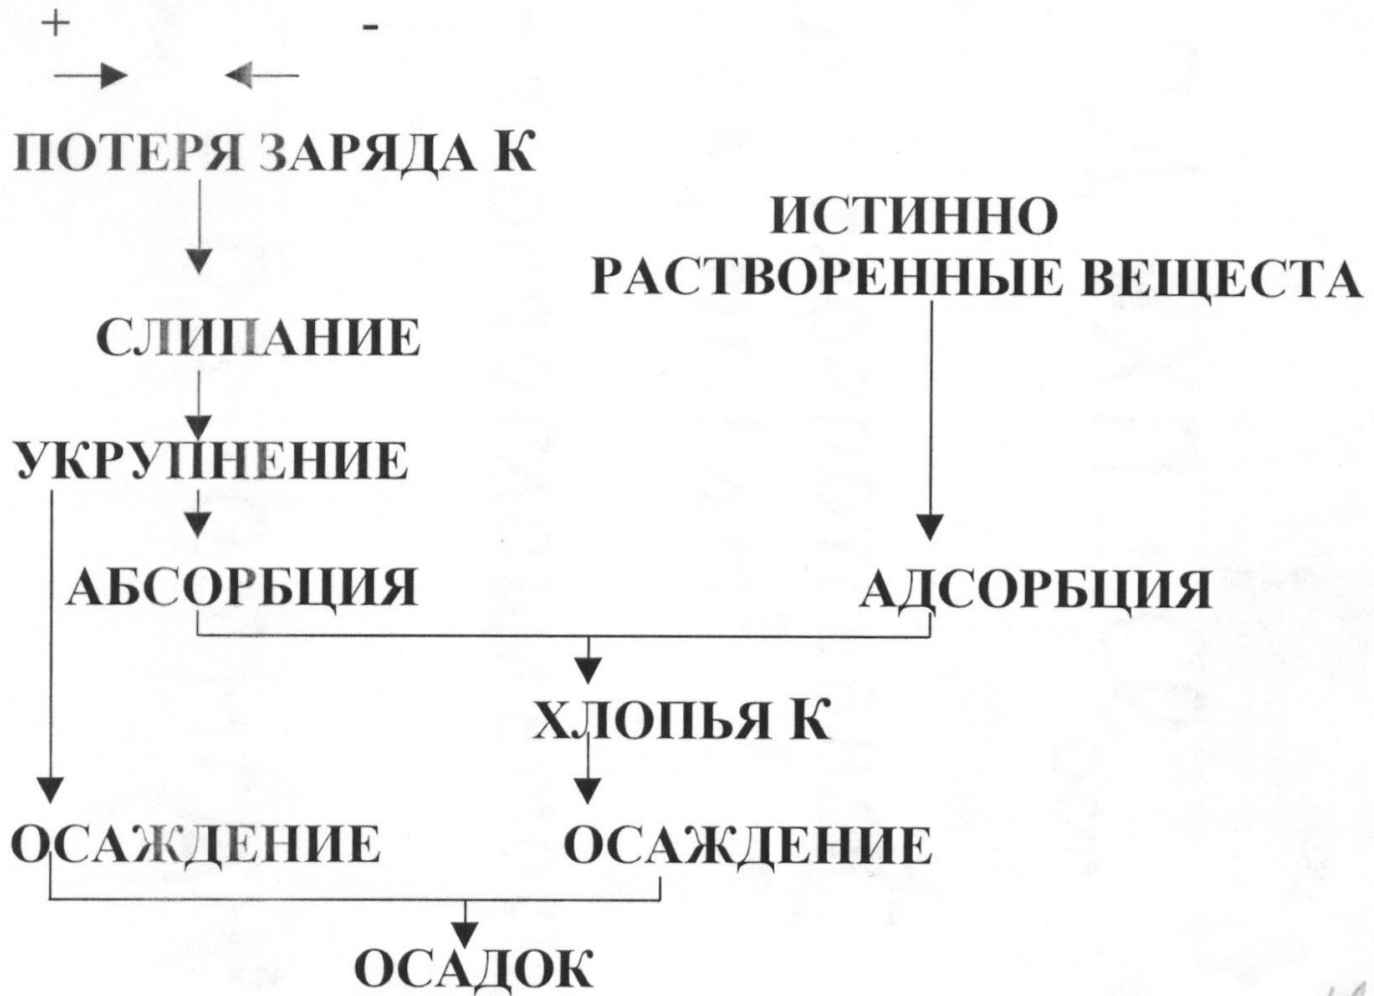 + -
ПОТЕРЯ ЗАРЯДА К
ИСТИННО
РАСТВОРЕННЫЕ ВЕЩЕСТА
СЛИПАНИЕ
УКРУПНЕНИЕ
АБСОРБЦИЯ
АДСОРБЦИЯ
ХЛОПЬЯ К
ОСАЖДЕНИЕ
ОСАЖДЕНИЕ
ОСАДОК